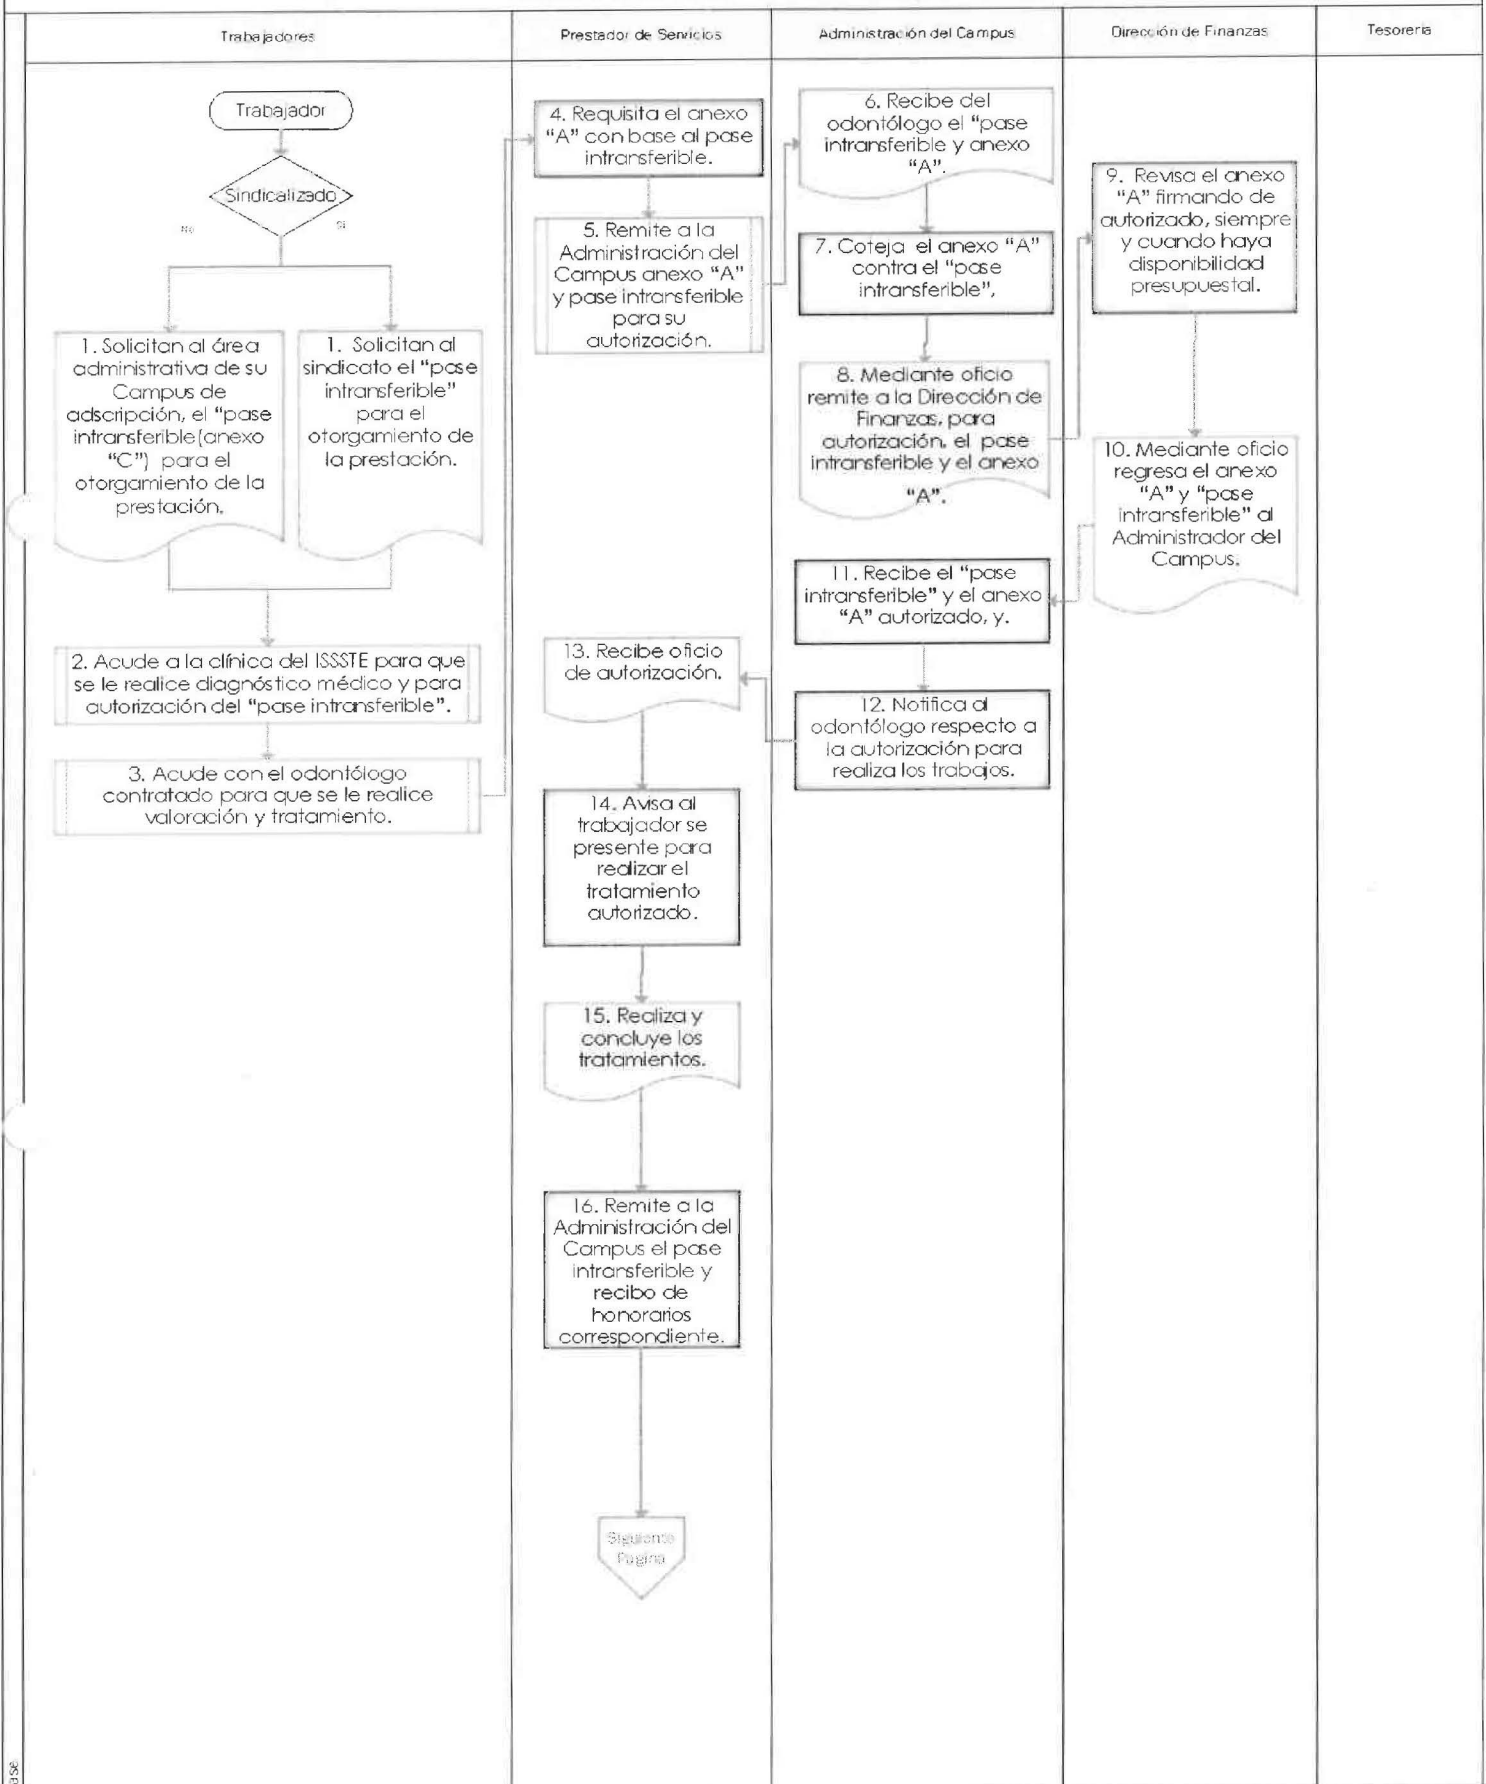 Trabajadores
Prestador de Servicios
Administración del Campus
Dirección de Finanzas
Tesorería
Trabajador
Sindicalizado
No
Si
1. Solicitan al área
administrativa de su
Campus de
adscripción, el “pase
intransferible(anexo
“C”) para el
otorgamiento de la
prestación.
1. Solicitan al
sindicato el “pase
intransferible”
para el
otorgamiento de
la prestación.
2. Acude a la clínica del ISSSTE para que
se le realice diagnóstico médico y para
autorización del “pase intransferible”.
3. Acude con el odontólogo
contratado para que se le realice
valoración y tratamiento.
4. Requisita el anexo
“A” con base al pase
intransferible.
5. Remite a la
Administración del
Campus anexo “A”
y pase intransferible
para su
autorización.
6. Recibe del
odontólogo el “pase
intransferible y anexo
“A”.
7. Coteja el anexo “A”
contra el “pase
intransferible”,
8. Mediante oficio
remite a la Dirección de
Finanzas, para
autorización, el pase
intransferible y el anexo
“A”.
9. Revisa el anexo
“A” firmando de
autorizado, siempre
y cuando haya
disponibilidad
presupuestal.
10. Mediante oficio
regresa el anexo
“A” y “pase
intransferible” al
Administrador del
Campus.
11. Recibe el “pase
intransferible” y el anexo
“A” autorizado, y.
12. Notifica al
odontólogo respecto a
la autorización para
realiza los trabajos.
13. Recibe oficio
de autorización.
14. Avisa al
trabajador se
presente para
realizar el
tratamiento
autorizado.
15. Realiza y
concluye los
tratamientos.
16. Remite a la
Administración del
Campus el pase
intransferible y
recibo de
honorarios
correspondiente.
Siguiente
Pagina
ase